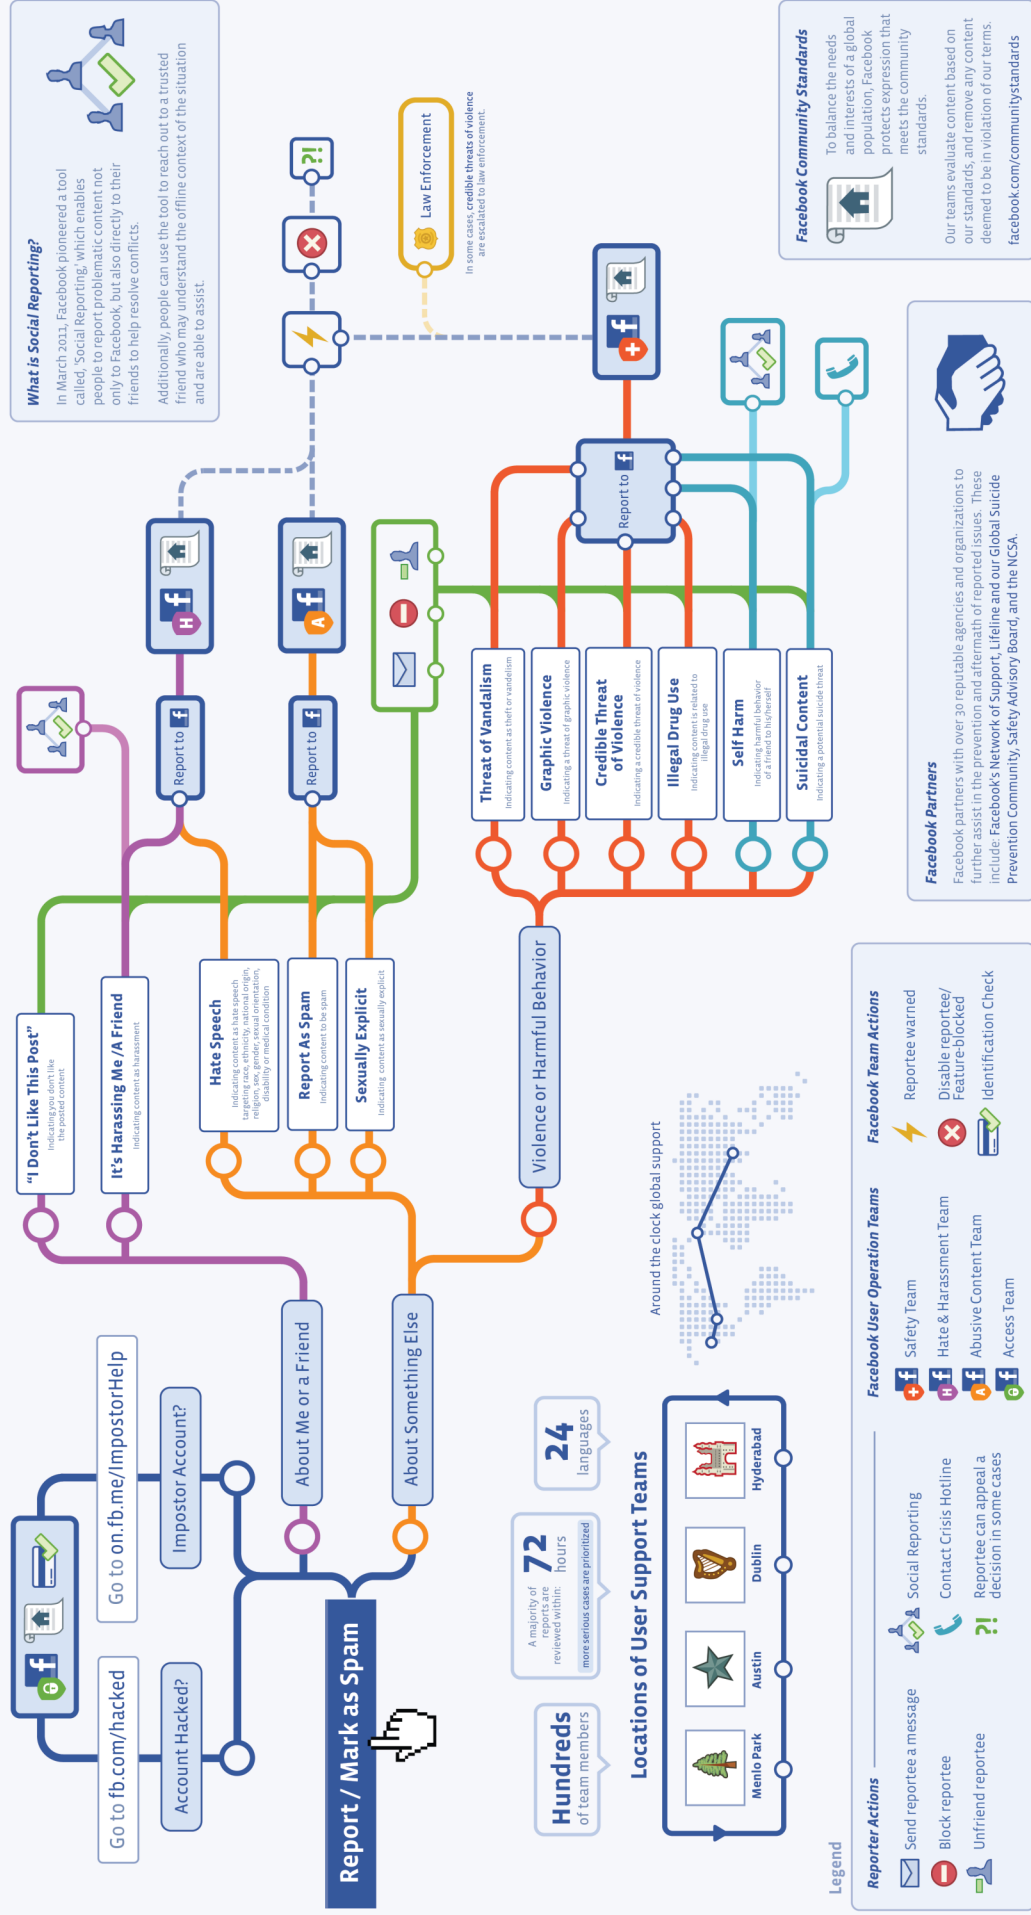 Report / Mark as Spam
Account Hacked?
Go to fb.com/hacked
Impostor Account?
Go to on.fb.me/ImpostorHelp
About Me or a Friend
About Something Else
“I Don’t Like This Post”
Indicating you don’t like
the posted content
It’s Harassing Me /A Friend
Indicating content as harassment
Hate Speech
Indicating content as hate speech
targeting race, ethnicity, national origin,
religion, sex, gender, sexual orientation,
disability or medical condition
Report As Spam
Indicating content to be spam
Sexually Explicit
Indicating content as sexually explicit
Violence or Harmful Behavior
Report to f
Report to f
Threat of Vandalism
Indicating content as theft or vandelism
Graphic Violence
Indicating a threat of graphic violence
Credible Threat
of Violence
Indicating a credible threat of violence
Illegal Drug Use
Indicating content is related to
illegal drug use
Self Harm
Indicating harmful behavior
of a friend to his/herself
Suicidal Content
Indicating a potential suicide threat
Report to f
Law Enforcement
In some cases, credible threats of violence
are escalated to law enforcement.
?!
What is Social Reporting?
In March 2011, Facebook pioneered a tool
called, ‘Social Reporting,’ which enables
people to report problematic content not
only to Facebook, but also directly to their
friends to help resolve conflicts.
Additionally, people can use the tool to reach out to a trusted
friend who may understand the offline context of the situation
and are able to assist.
Hundreds
of team members
A majority of
reports are
reviewed within:
72
hours
more serious cases are prioritized
24
languages
Locations of User Support Teams
Menlo Park
Austin
Dublin
Hyderabad
Around the clock global support
Facebook Partners
Facebook partners with over 30 reputable agencies and organizations to
further assist in the prevention and aftermath of reported issues. These
include: Facebook’s Network of Support, Lifeline and our Global Suicide
Prevention Community, Safety Advisory Board, and the NCSA.
Facebook Community Standards
To balance the needs
and interests of a global
population, Facebook
protects expression that
meets the community
standards.
Our teams evaluate content based on
our standards, and remove any content
deemed to be in violation of our terms.
facebook.com/communitystandards
Legend
Reporter Actions
Send reportee a message
Block reportee
Unfriend reportee
Social Reporting
Contact Crisis Hotline
?!
Reportee can appeal a
decision in some cases
Facebook User Operation Teams
Safety Team
H
Hate & Harassment Team
A
Abusive Content Team
Access Team
Facebook Team Actions
Reportee warned
Disable reportee/
Feature-blocked
Identification Check